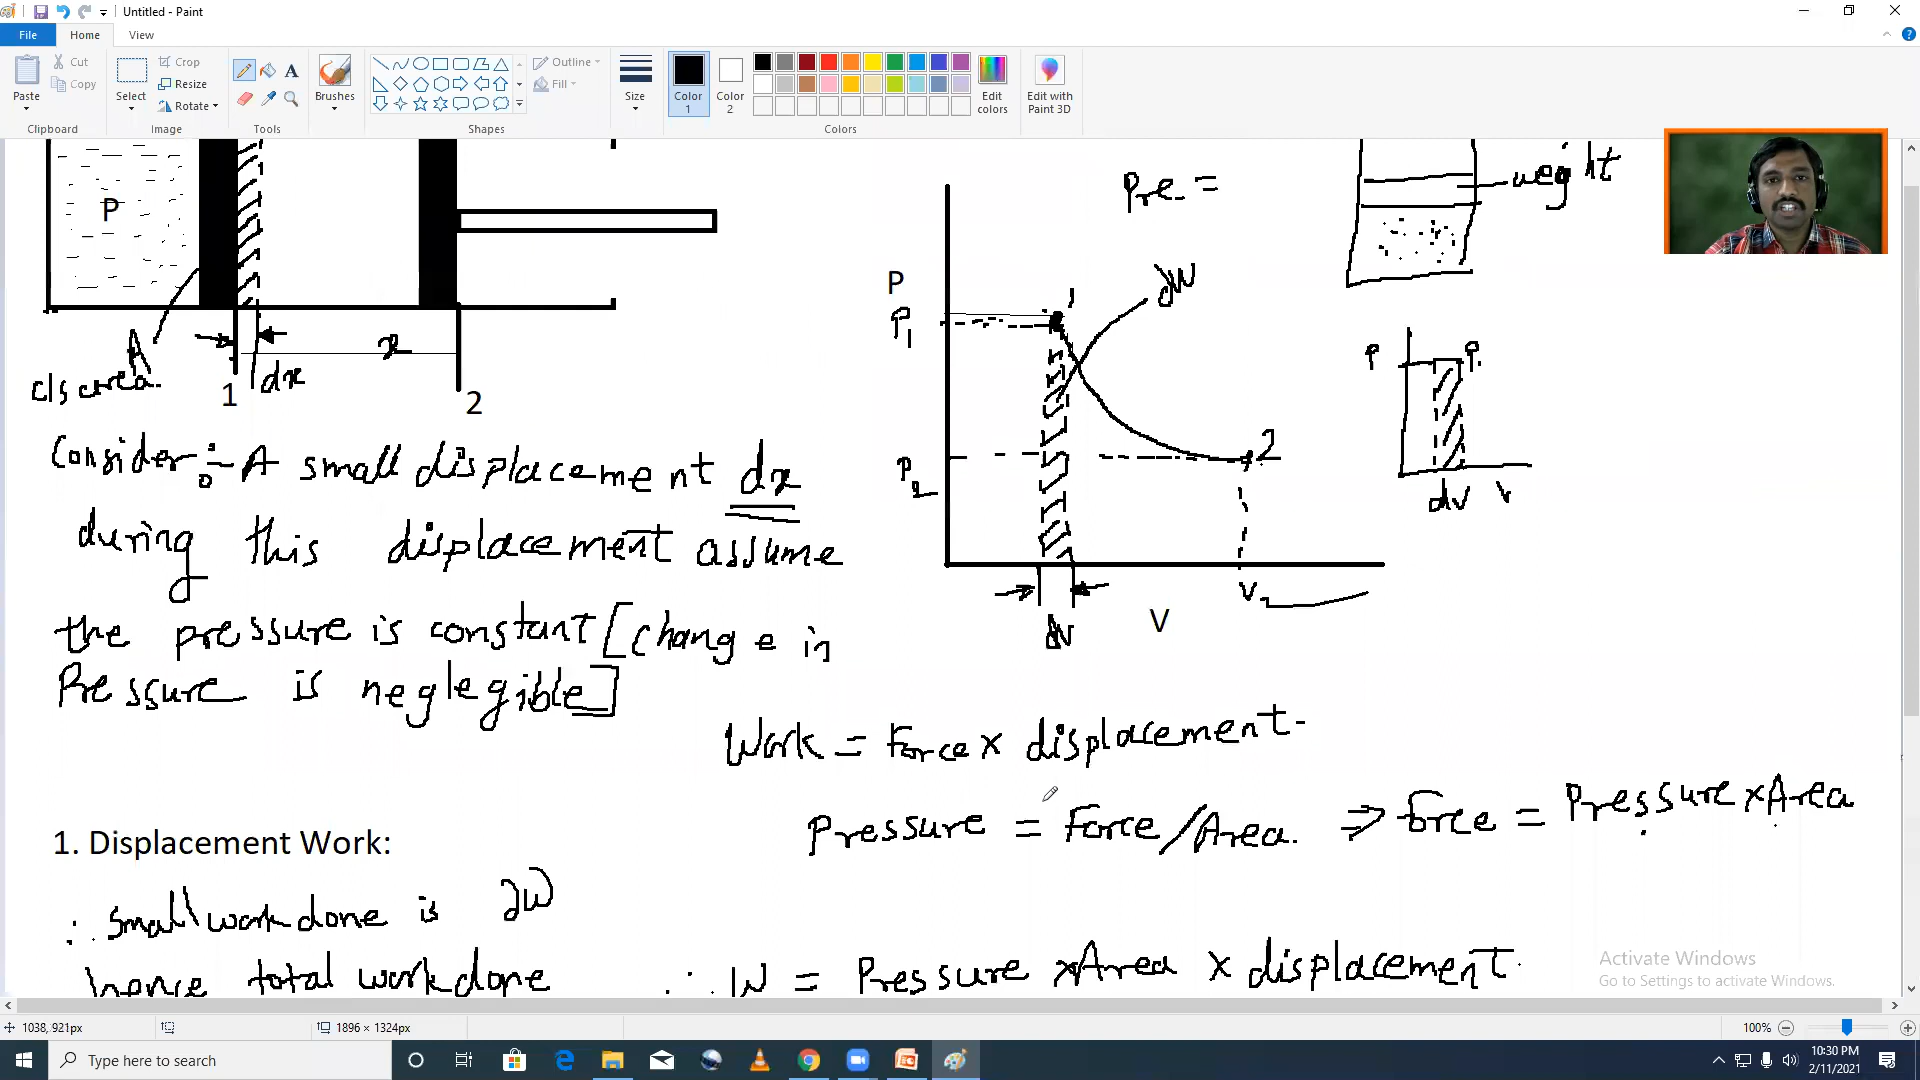 Untitled - Paint
File Home View
Paste
Cut
Copy
Clipboard
Select
Crop
Resize
Rotate
Image
Tools
Brushes
Outline
Fill
Shapes
Size
Color 1
Color 2
Edit colors
Colors
Edit with Paint 3D
P
A
c/s area.
dx
x
1
2
Consider:- A small displacement dx
during this displacement assume
the pressure is constant [change in
Pressure is neglegible]
Pre. =
weight
P
P1
1
dW
P2
2
dv
V
V2
P
P.
dv
v
Work = Force x displacement
Pressure = Force/Area. ⇒ Force = Pressure x Area
1. Displacement Work:
∴ small work done is ∂W
hence total work done
∴ W = Pressure x Area x displacement.
Activate Windows
Go to Settings to activate Windows.
1038, 921px
1896 × 1324px
100%
Type here to search
10:30 PM
2/11/2021